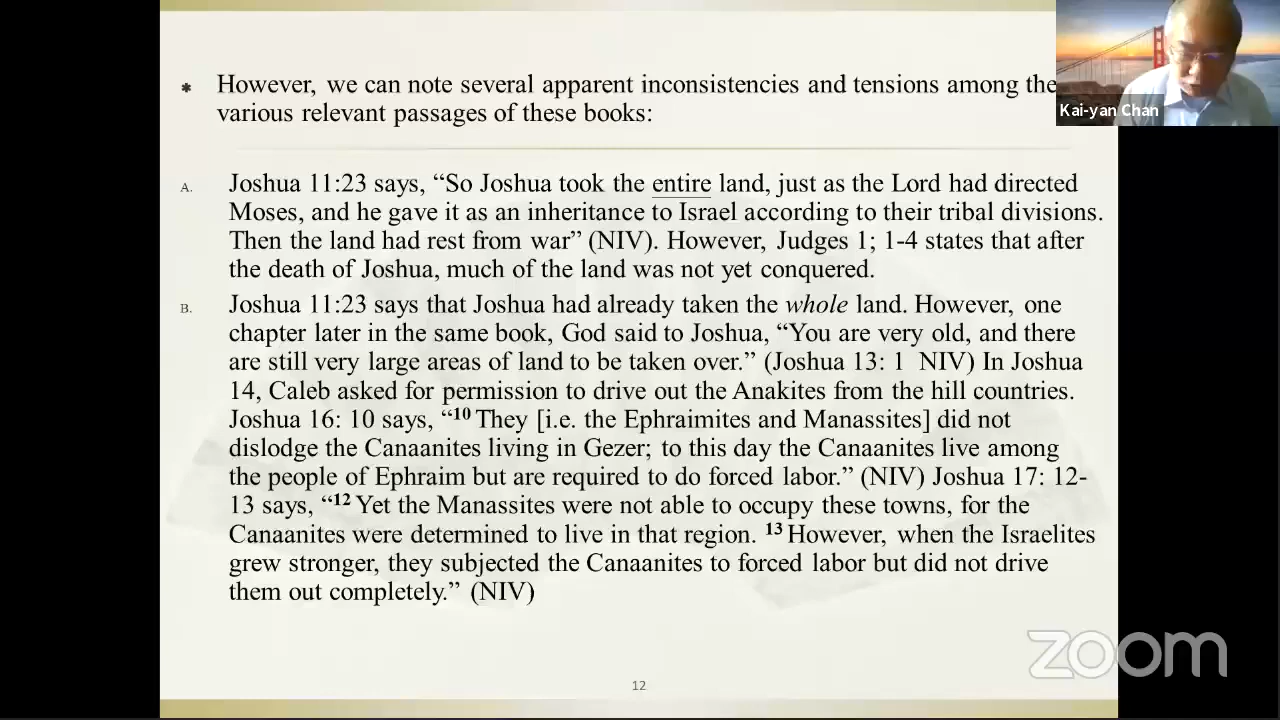 * However, we can note several apparent inconsistencies and tensions among the
various relevant passages of these books:
Kai-yan Chan
A. Joshua 11:23 says, “So Joshua took the entire land, just as the Lord had directed
Moses, and he gave it as an inheritance to Israel according to their tribal divisions.
Then the land had rest from war” (NIV). However, Judges 1; 1-4 states that after
the death of Joshua, much of the land was not yet conquered.
B. Joshua 11:23 says that Joshua had already taken the whole land. However, one
chapter later in the same book, God said to Joshua, “You are very old, and there
are still very large areas of land to be taken over.” (Joshua 13: 1 NIV) In Joshua
14, Caleb asked for permission to drive out the Anakites from the hill countries.
Joshua 16: 10 says, “10 They [i.e. the Ephraimites and Manassites] did not
dislodge the Canaanites living in Gezer; to this day the Canaanites live among
the people of Ephraim but are required to do forced labor.” (NIV) Joshua 17: 12-
13 says, “12 Yet the Manassites were not able to occupy these towns, for the
Canaanites were determined to live in that region. 13 However, when the Israelites
grew stronger, they subjected the Canaanites to forced labor but did not drive
them out completely.” (NIV)
zoom
12